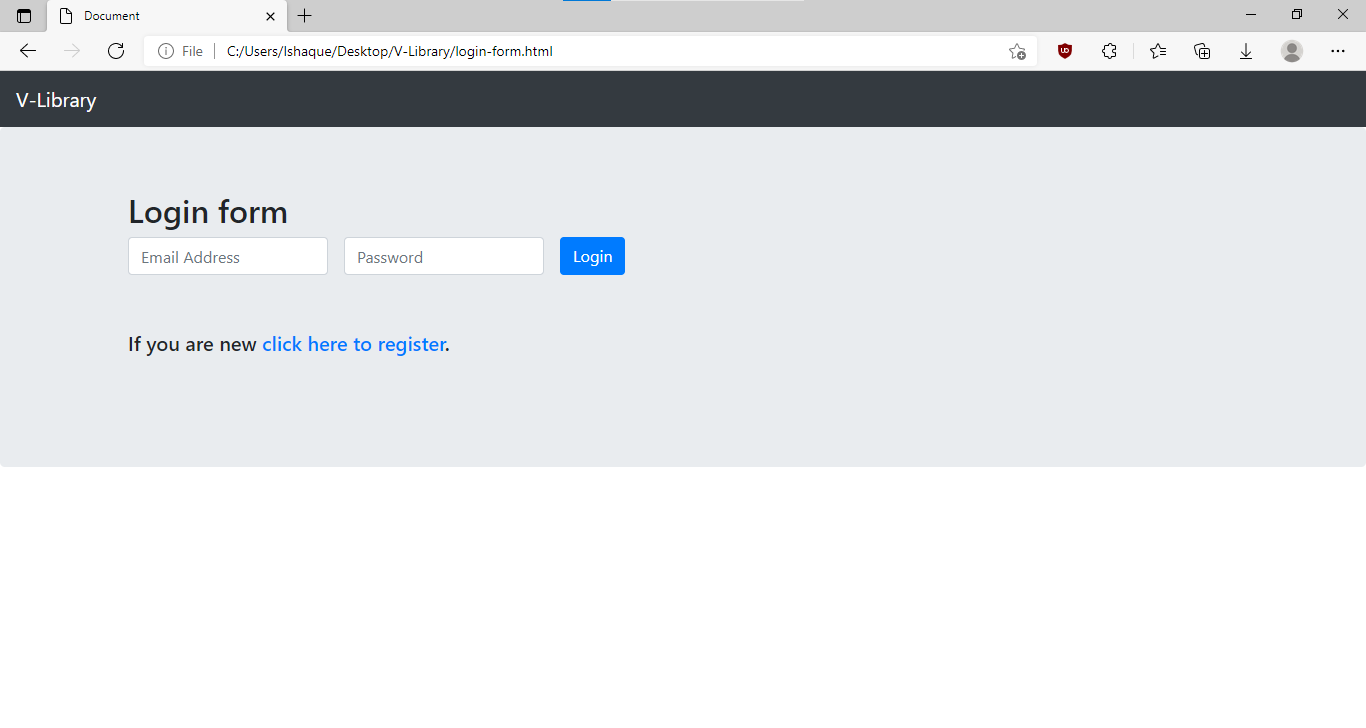 Document
File C:/Users/Ishaque/Desktop/V-Library/login-form.html
V-Library
Login form
Email Address Password Login
If you are new click here to register.